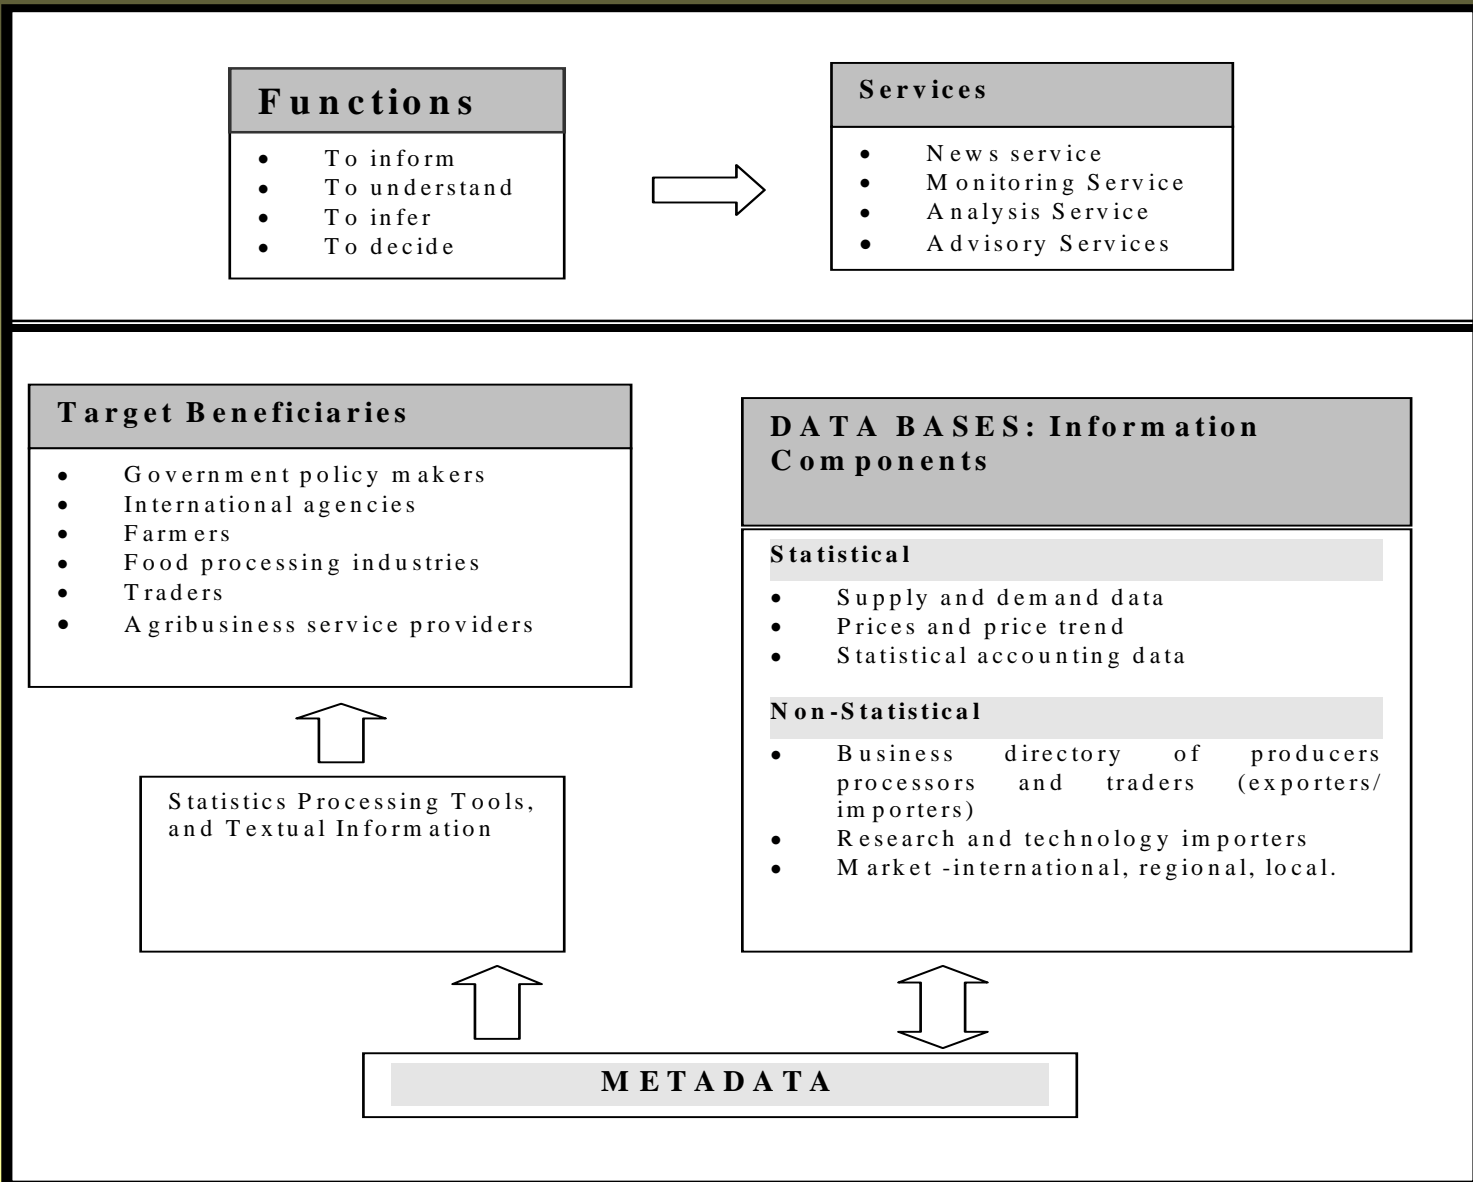 Functions
• To inform
• To understand
• To infer
• To decide
Services
• News service
• Monitoring Service
• Analysis Service
• Advisory Services
Target Beneficiaries
• Government policy makers
• International agencies
• Farmers
• Food processing industries
• Traders
• Agribusiness service providers
DATA BASES: Information
Components
Statistical
• Supply and demand data
• Prices and price trend
• Statistical accounting data
Non-Statistical
• Business directory of producers
processors and traders (exporters/
importers)
• Research and technology importers
• Market -international, regional, local.
Statistics Processing Tools,
and Textual Information
METADATA